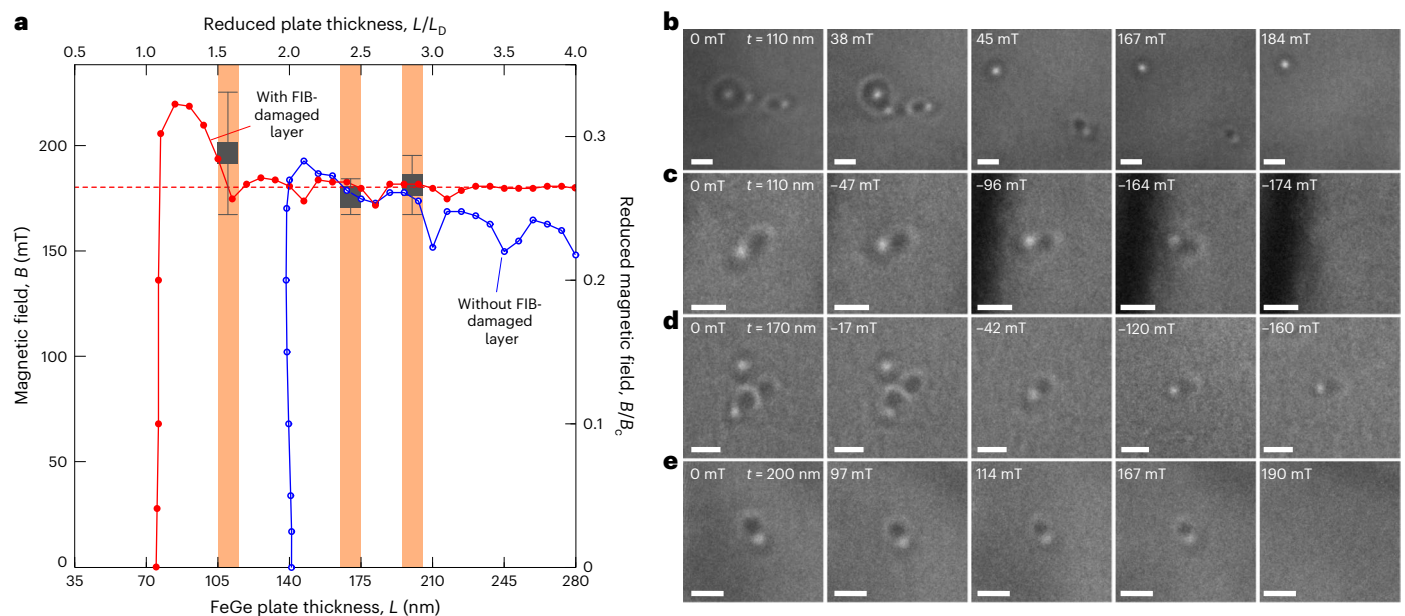 a
Reduced plate thickness, L/L_D
0.5 1.0 1.5 2.0 2.5 3.0 3.5 4.0
Magnetic field, B (mT)
200
150
100
50
0
With FIB-
damaged
layer
Without FIB-
damaged
layer
0.3
0.2
0.1
0
Reduced magnetic field, B/B_c
35 70 105 140 175 210 245 280
FeGe plate thickness, L (nm)
b
0 mT t = 110 nm 38 mT 45 mT 167 mT 184 mT
c
0 mT t = 110 nm −47 mT −96 mT −164 mT −174 mT
d
0 mT t = 170 nm −17 mT −42 mT −120 mT −160 mT
e
0 mT t = 200 nm 97 mT 114 mT 167 mT 190 mT